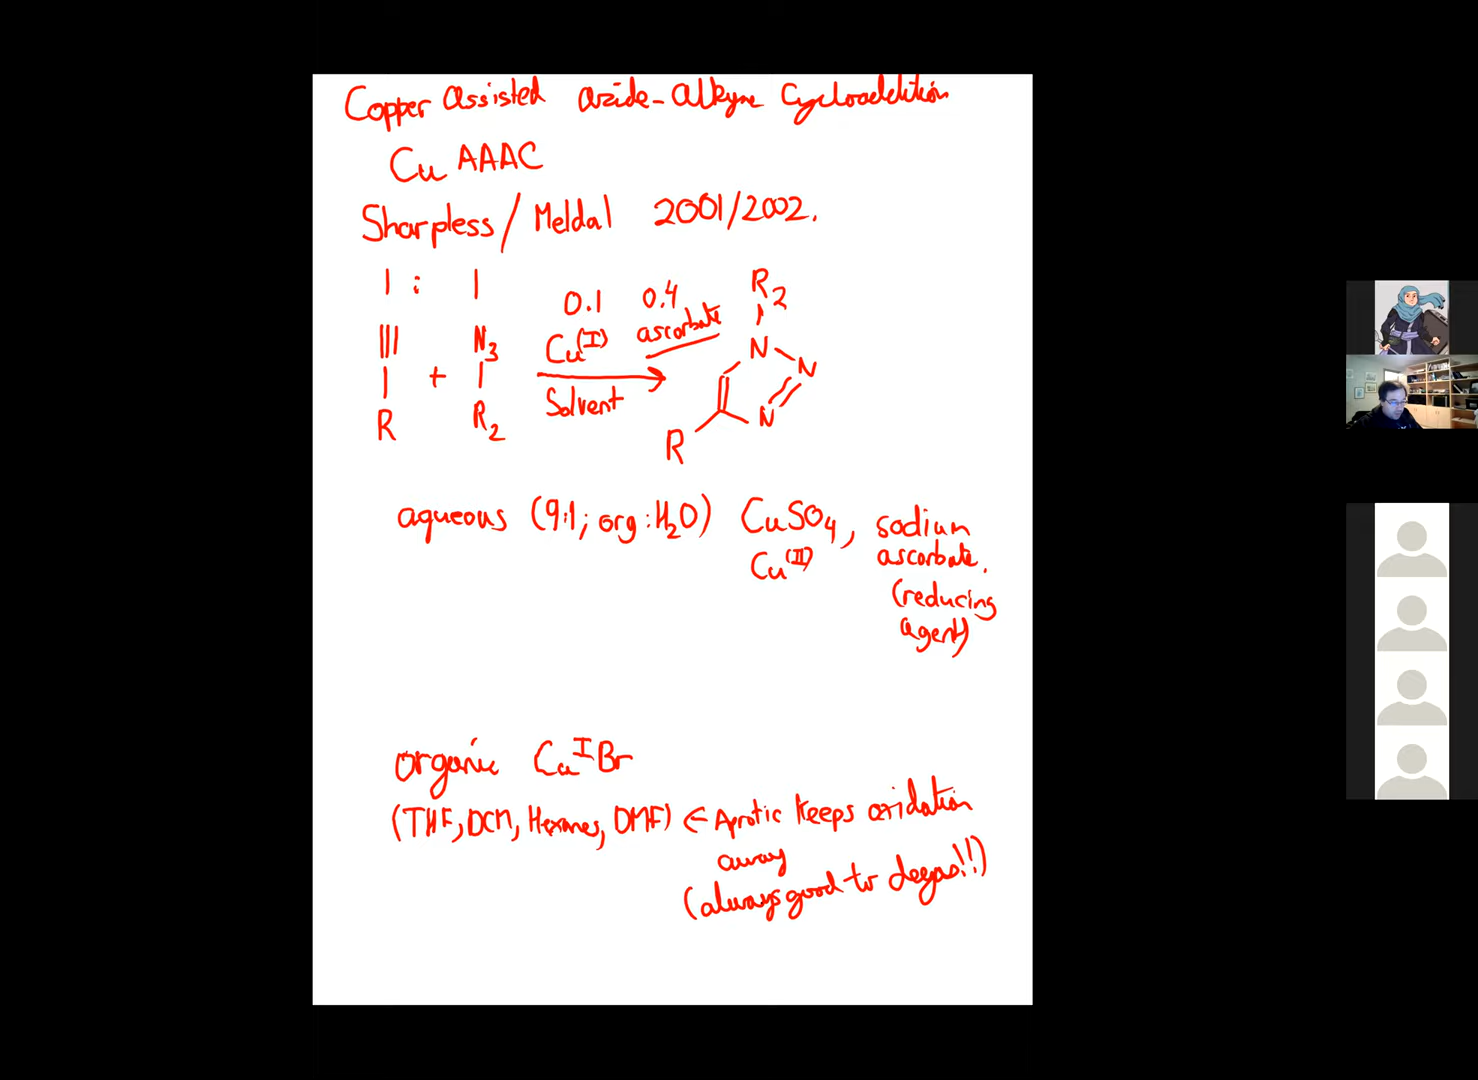 Copper Assisted azide-Alkyne Cycloaddition
Cu AAAC
Sharpless / Meldal 2001/2002.
1 : 1
0.1 0.4
Cu(I) ascorbate
Solvent
R + N3 R2
R2
N
N
N
R
aqueous (9:1; org:H2O) CuSO4, sodium
Cu(II) ascorbate.
(reducing
agent)
organic CuIBr
(THF, DCM, Hexanes, DMF) ← Aprotic keeps oxidation
away
(always good to degas!!)